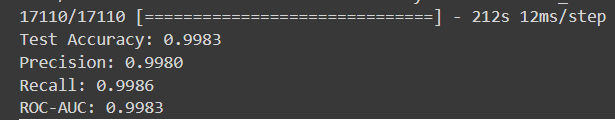 17110/17110 [==============================] - 212s 12ms/step
Test Accuracy: 0.9983
Precision: 0.9980
Recall: 0.9986
ROC-AUC: 0.9983